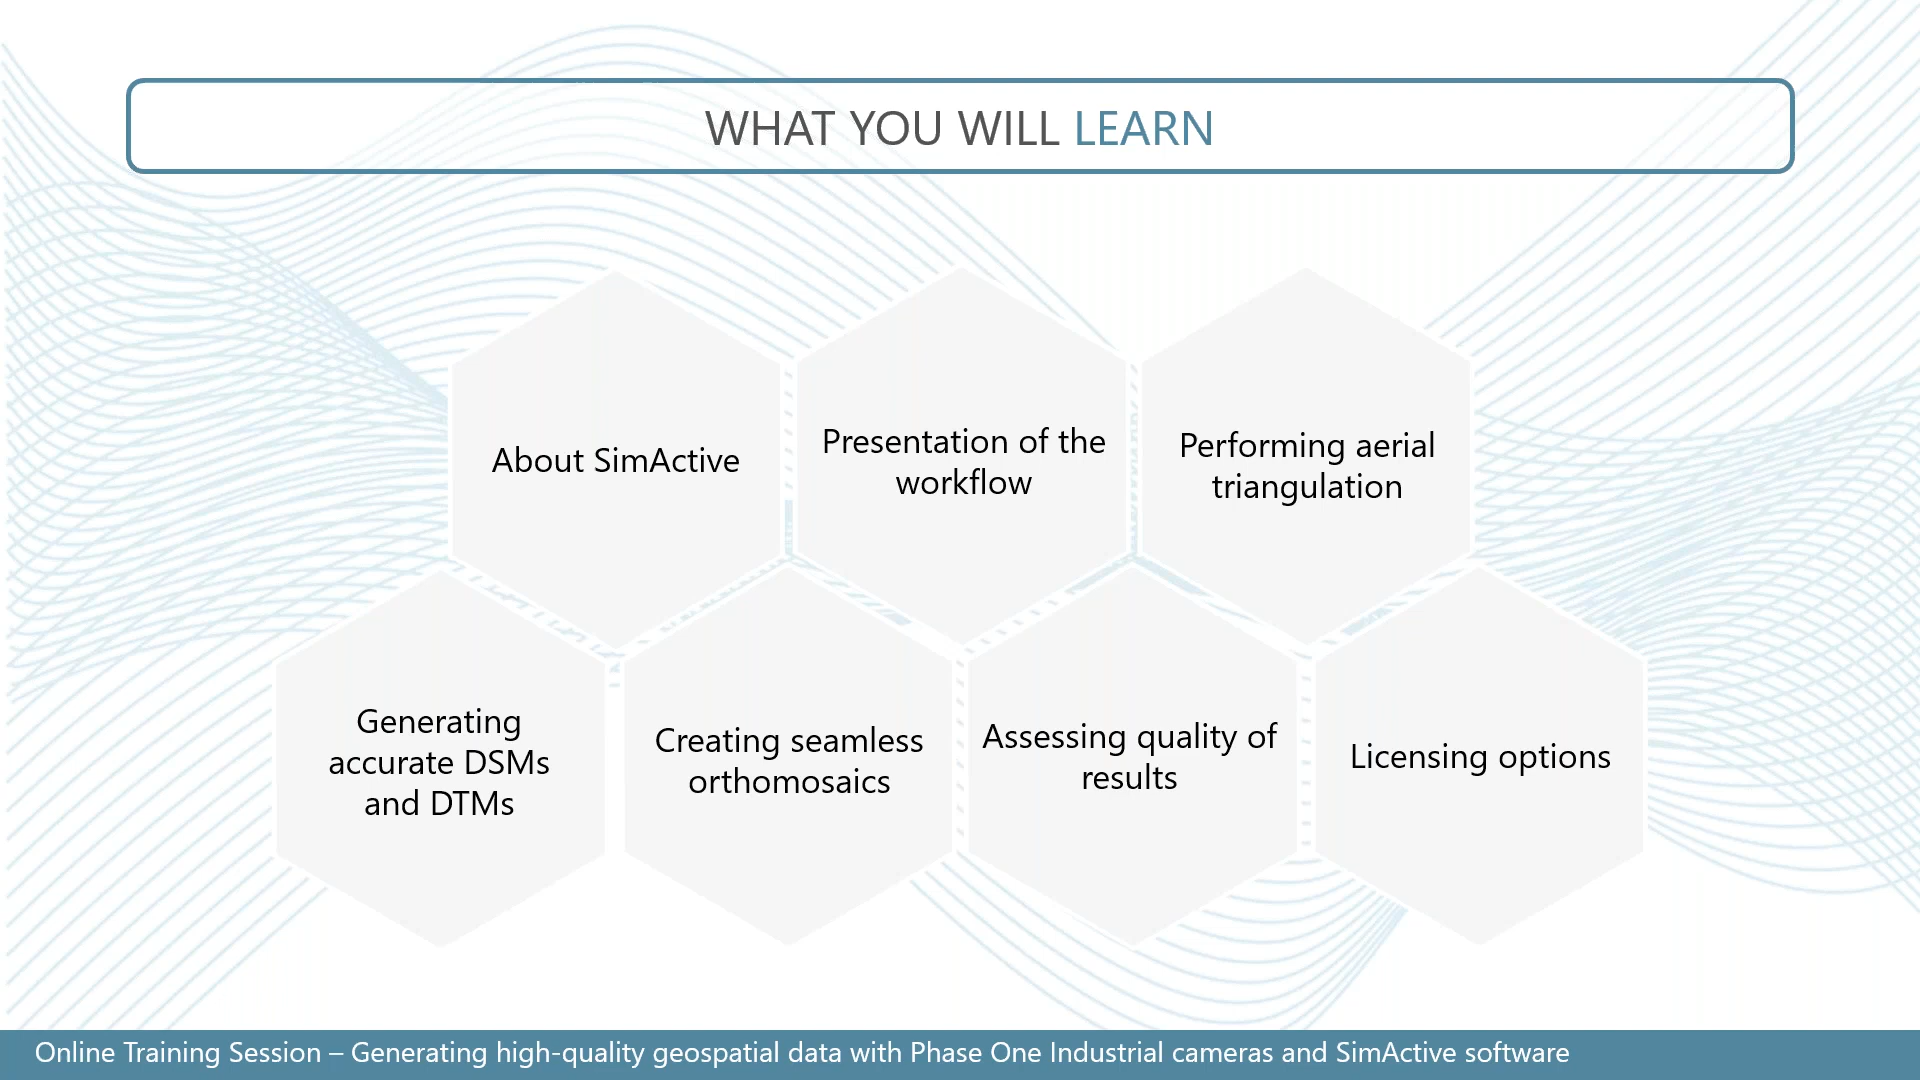 WHAT YOU WILL LEARN
About SimActive
Presentation of the
workflow
Performing aerial
triangulation
Generating
accurate DSMs
and DTMs
Creating seamless
orthomosaics
Assessing quality of
results
Licensing options
Online Training Session – Generating high-quality geospatial data with Phase One Industrial cameras and SimActive software